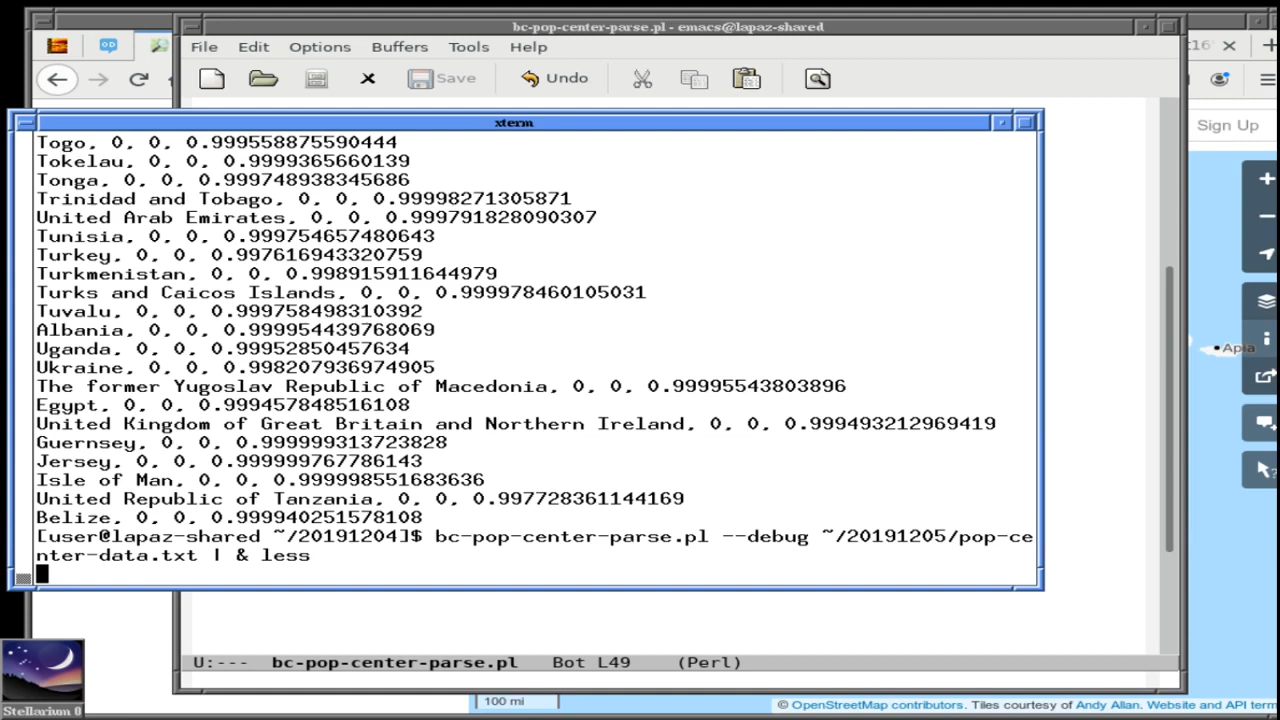 bc-pop-center-parse.pl - emacs@lapaz-shared
File Edit Options Buffers Tools Help
Save Undo
Sign Up
xterm
Togo, 0, 0, 0.999558875590444
Tokelau, 0, 0, 0.9999365660139
Tonga, 0, 0, 0.999748938345686
Trinidad and Tobago, 0, 0, 0.99998271305871
United Arab Emirates, 0, 0, 0.999791828090307
Tunisia, 0, 0, 0.999754657480643
Turkey, 0, 0, 0.997616943320759
Turkmenistan, 0, 0, 0.998915911644979
Turks and Caicos Islands, 0, 0, 0.999978460105031
Tuvalu, 0, 0, 0.999758498310392
Albania, 0, 0, 0.999954439768069
Uganda, 0, 0, 0.99952850457634
Ukraine, 0, 0, 0.998207936974905
The former Yugoslav Republic of Macedonia, 0, 0, 0.99995543803896
Egypt, 0, 0, 0.999457848516108
United Kingdom of Great Britain and Northern Ireland, 0, 0, 0.999493212969419
Guernsey, 0, 0, 0.999999313723828
Jersey, 0, 0, 0.999999767786143
Isle of Man, 0, 0, 0.999998551683636
United Republic of Tanzania, 0, 0, 0.997728361144169
Belize, 0, 0, 0.999940251578108
[user@lapaz-shared ~/20191204]$ bc-pop-center-parse.pl --debug ~/20191205/pop-ce
nter-data.txt | & less
Apia
U:--- bc-pop-center-parse.pl Bot L49 (Perl)
100 mi
© OpenStreetMap contributors. Tiles courtesy of Andy Allan. Website and API term
Stellarium 0